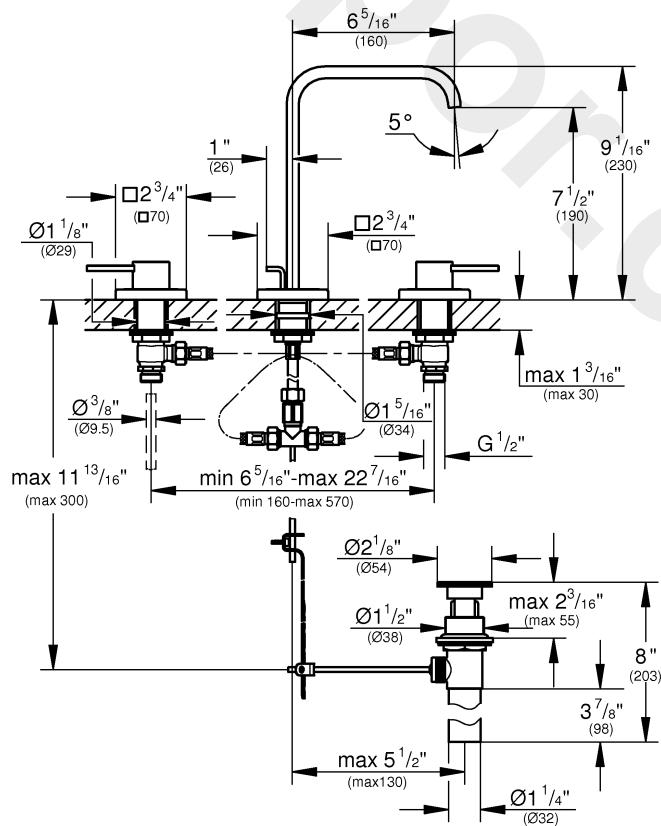 6 5/16"
(160)
5°
1"
(26)
9 1/16"
(230)
7 1/2"
(190)
□2 3/4"
(□70)
□2 3/4"
(□70)
Ø1 1/8"
(Ø29)
max 1 3/16"
(max 30)
Ø3/8"
(Ø9.5)
Ø1 5/16"
(Ø34)
G1/2"
max 11 13/16"
(max 300)
min 6 5/16"-max 22 7/16"
(min 160-max 570)
Ø2 1/8"
(Ø54)
max 2 3/16"
(max 55)
Ø1 1/2"
(Ø38)
8"
(203)
3 7/8"
(98)
max 5 1/2"
(max130)
Ø1 1/4"
(Ø32)